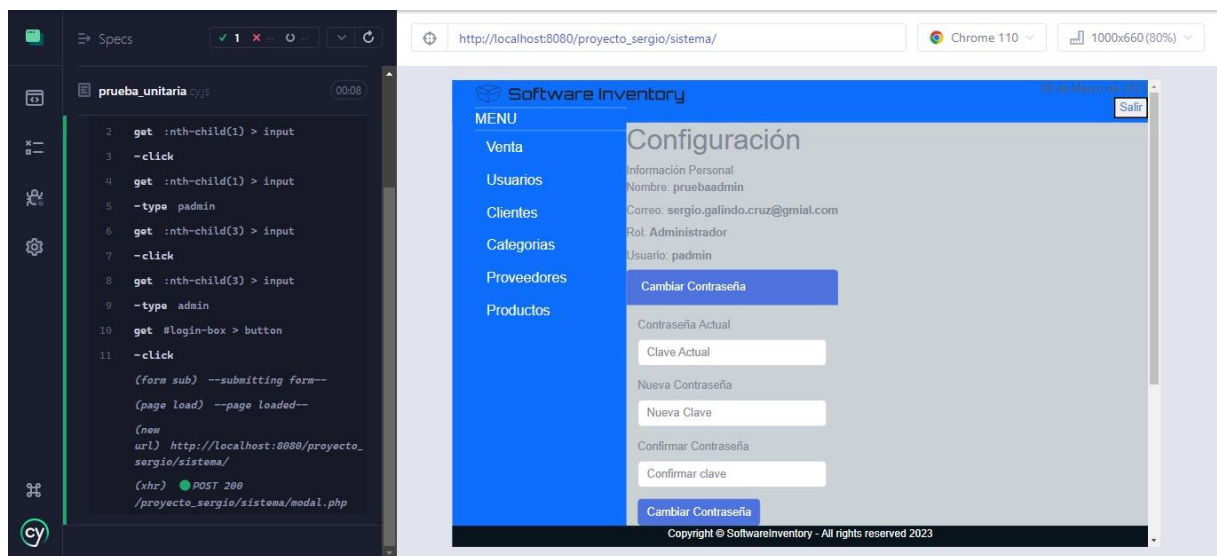 Specs
1
--
--
prueba_unitaria.cy.js
00:08
2 get :nth-child(1) > input
3 -click
4 get :nth-child(1) > input
5 -type padmin
6 get :nth-child(3) > input
7 -click
8 get :nth-child(3) > input
9 -type admin
10 get #login-box > button
11 -click
(form sub) --submitting form--
(page load) --page loaded--
(new
url) http://localhost:8080/proyecto_
sergio/sistema/
(xhr) POST 200
/proyecto_sergio/sistema/modal.php
cy
http://localhost:8080/proyecto_sergio/sistema/
Chrome 110
1000x660 (80%)
Software Inventory
de Marzo de 2023
Salir
MENU
Venta
Usuarios
Clientes
Categorias
Proveedores
Productos
Configuración
Información Personal
Nombre: pruebaadmin
Correo: sergio.galindo.cruz@gmial.com
Rol: Administrador
Usuario: padmin
Cambiar Contraseña
Contraseña Actual
Clave Actual
Nueva Contraseña
Nueva Clave
Confirmar Contraseña
Confirmar clave
Cambiar Contraseña
Copyright © SoftwareInventory - All rights reserved 2023